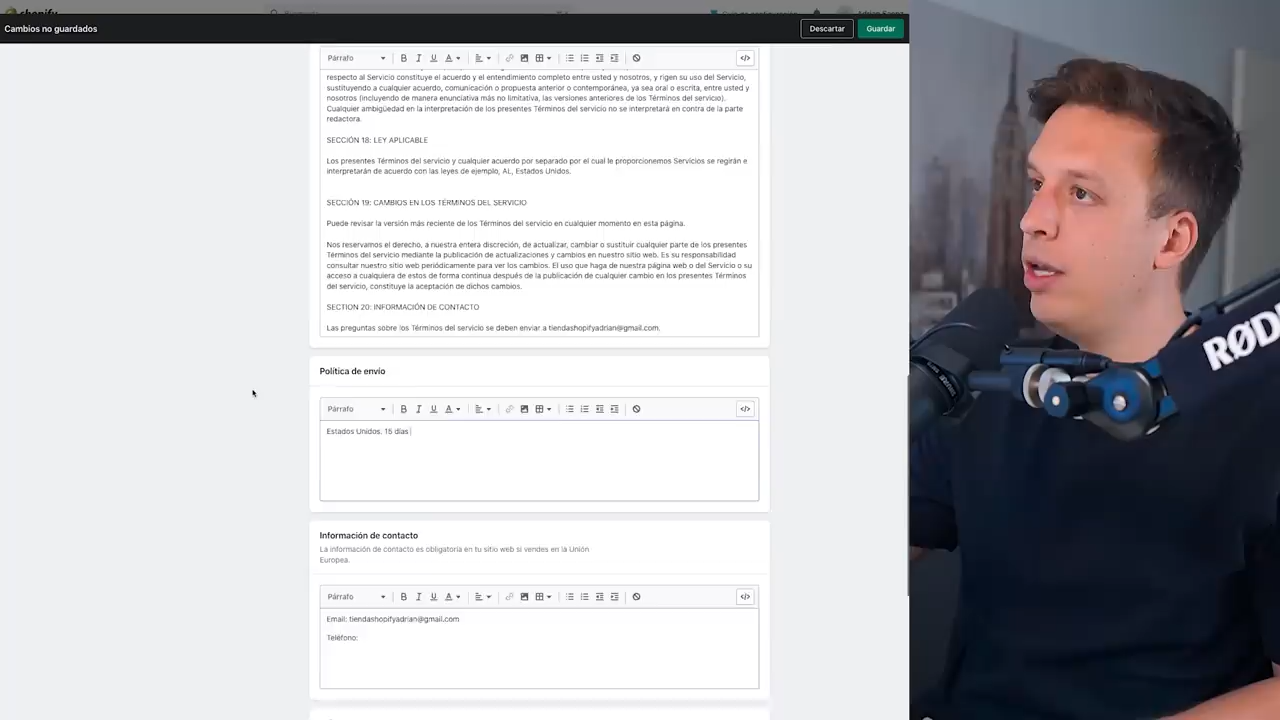 Cambios no guardados
Descartar
Guardar
Párrafo
respecto al Servicio constituye el acuerdo y el entendimiento completo entre usted y nosotros, y rigen su uso del Servicio,
sustituyendo a cualquier acuerdo, comunicación o propuesta anterior o contemporánea, ya sea oral o escrita, entre usted y
nosotros (incluyendo de manera enunciativa más no limitativa, las versiones anteriores de los Términos del servicio).
Cualquier ambigüedad en la interpretación de los presentes Términos del servicio no se interpretará en contra de la parte
redactora.
SECCIÓN 18: LEY APLICABLE
Los presentes Términos del servicio y cualquier acuerdo por separado por el cual le proporcionemos Servicios se regirán e
interpretarán de acuerdo con las leyes de ejemplo, AL, Estados Unidos.
SECCIÓN 19: CAMBIOS EN LOS TÉRMINOS DEL SERVICIO
Puede revisar la versión más reciente de los Términos del servicio en cualquier momento en esta página.
Nos reservamos el derecho, a nuestra entera discreción, de actualizar, cambiar o sustituir cualquier parte de los presentes
Términos del servicio mediante la publicación de actualizaciones y cambios en nuestro sitio web. Es su responsabilidad
consultar nuestro sitio web periódicamente para ver los cambios. El uso que haga de nuestra página web o del Servicio o su
acceso a cualquiera de estos de forma continua después de la publicación de cualquier cambio en los presentes Términos
del servicio, constituye la aceptación de dichos cambios.
SECTION 20: INFORMACIÓN DE CONTACTO
Las preguntas sobre los Términos del servicio se deben enviar a tiendashopifyadrian@gmail.com.
Política de envío
Párrafo
Estados Unidos. 15 días
Información de contacto
La información de contacto es obligatoria en tu sitio web si vendes en la Unión
Europea.
Párrafo
Email: tiendashopifyadrian@gmail.com
Teléfono:
RØD